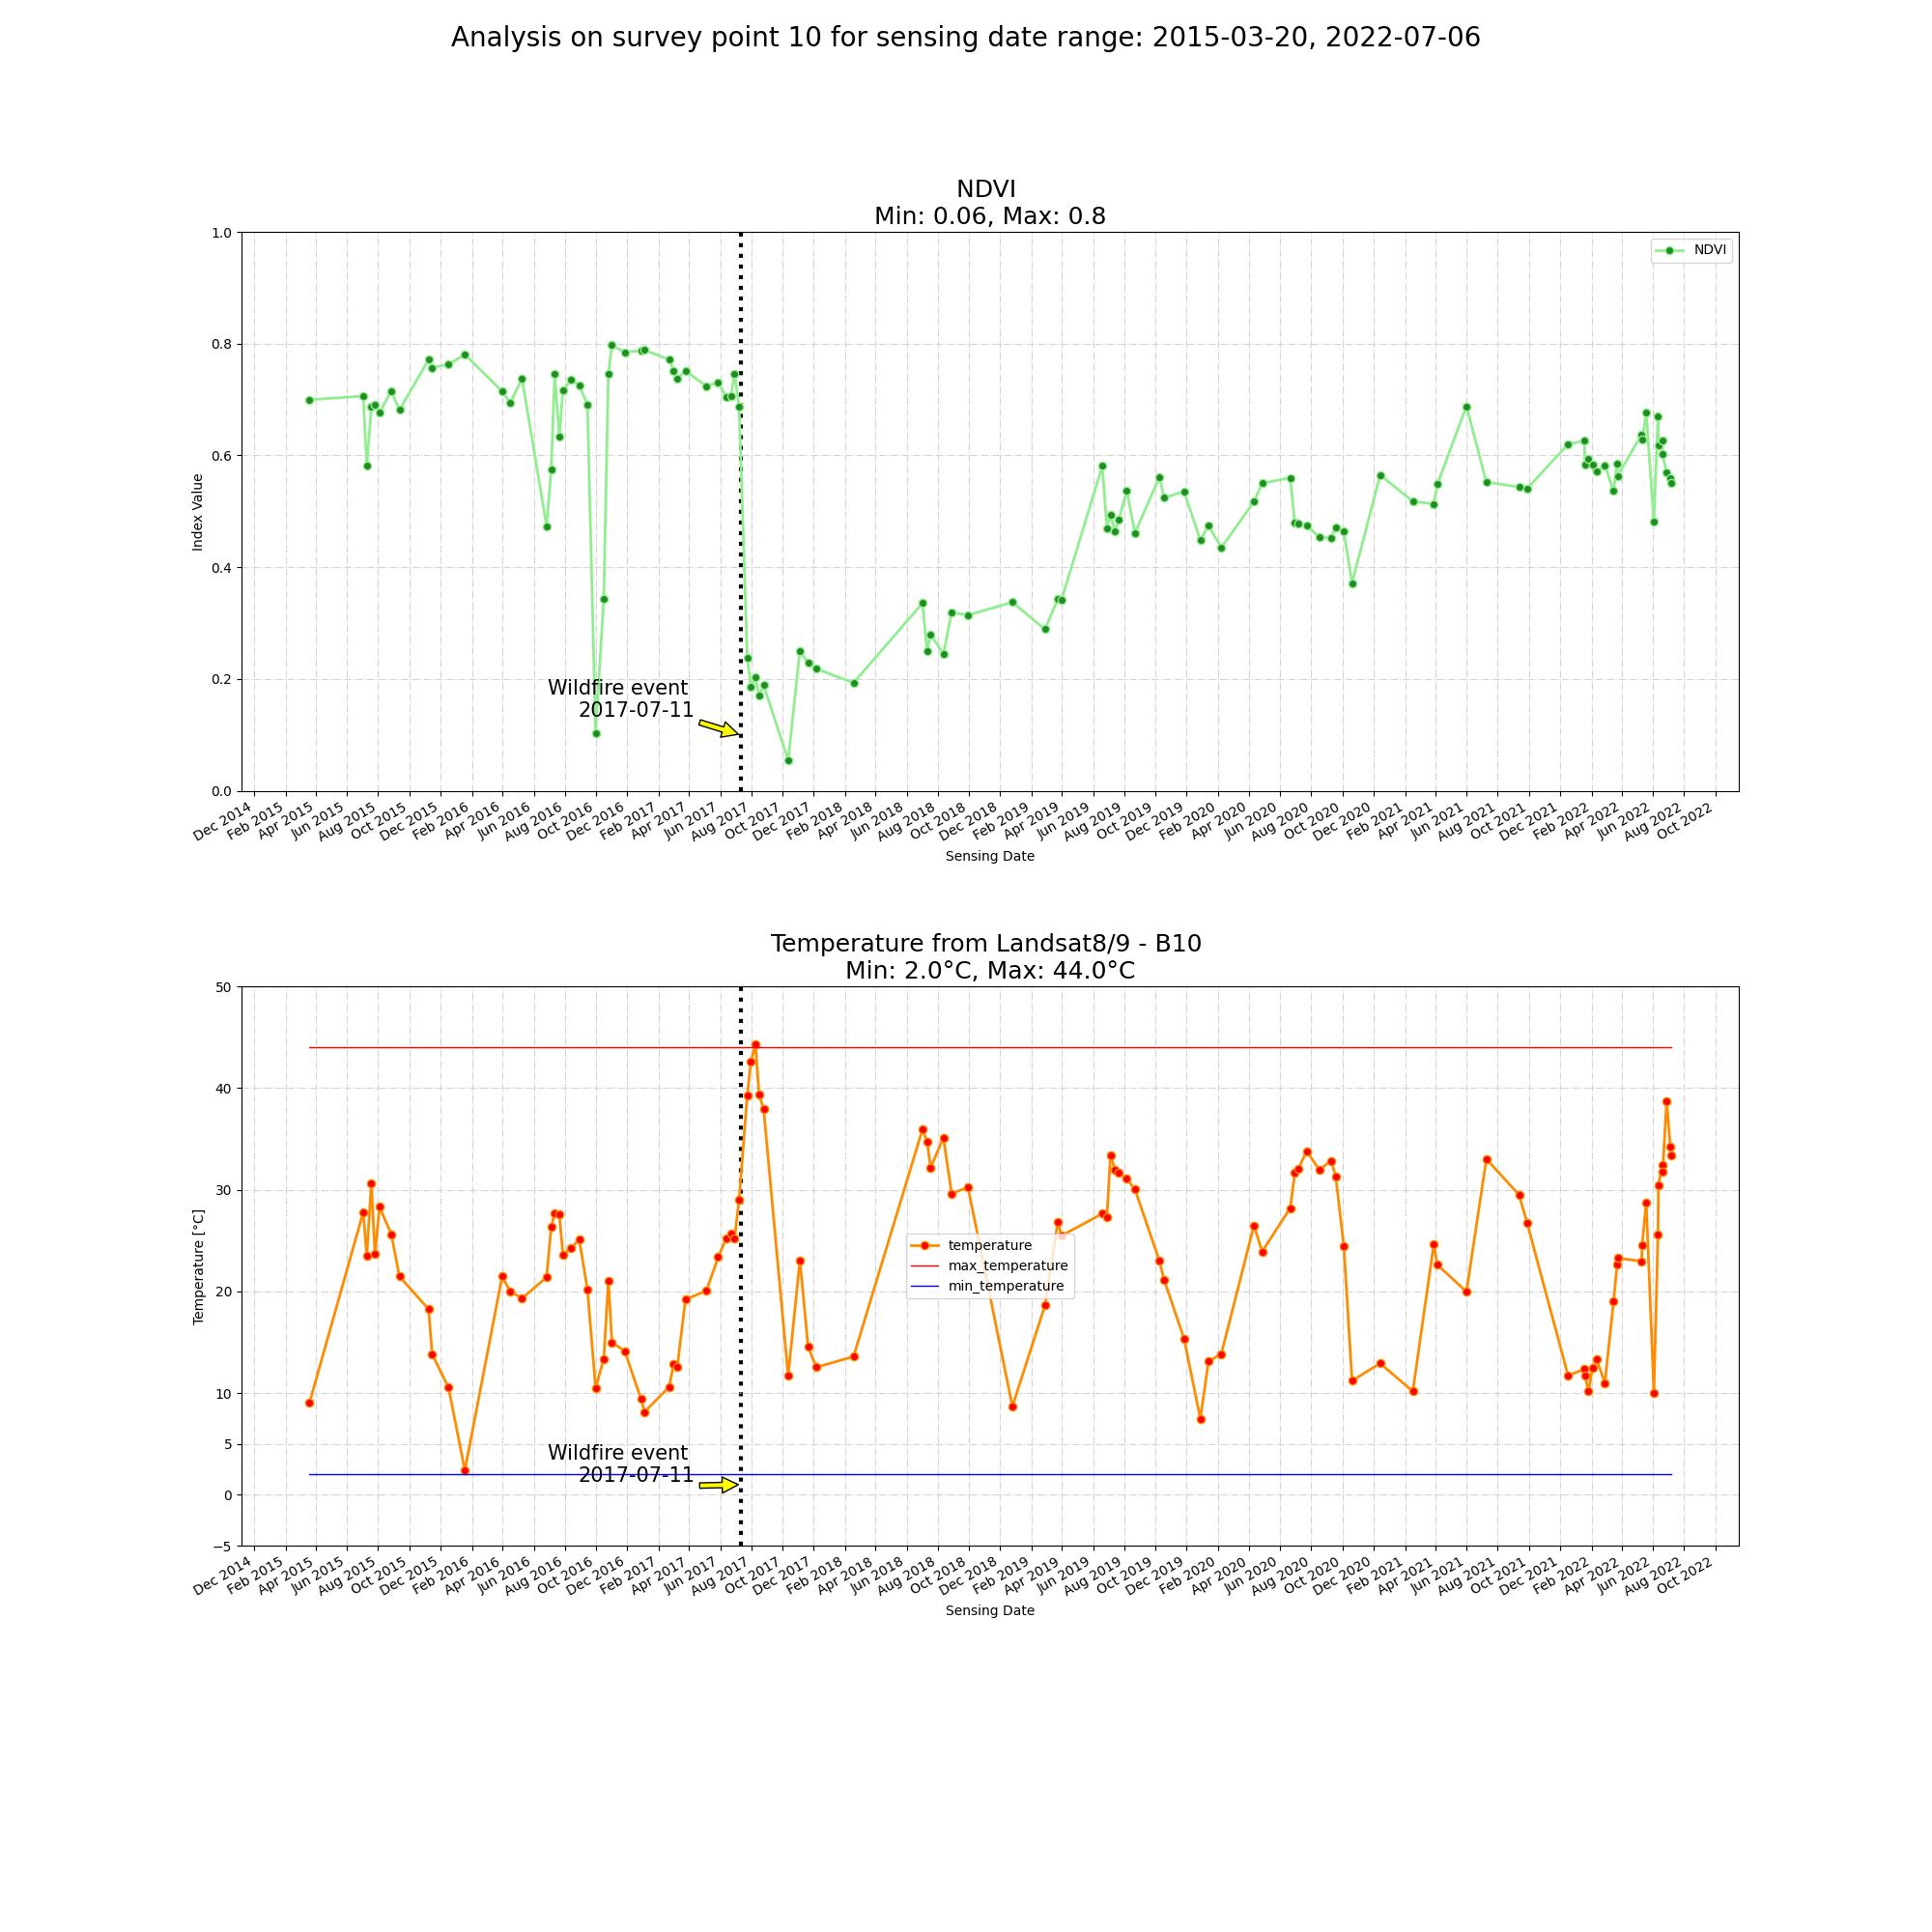 Analysis on survey point 10 for sensing date range: 2015-03-20, 2022-07-06
NDVI
Min: 0.06, Max: 0.8
1.0
0.8
0.6
0.4
0.2
0.0
Index Value
NDVI
Wildfire event
2017-07-11
Dec 2014
Feb 2015
Apr 2015
Jun 2015
Aug 2015
Oct 2015
Dec 2015
Feb 2016
Apr 2016
Jun 2016
Aug 2016
Oct 2016
Dec 2016
Feb 2017
Apr 2017
Jun 2017
Aug 2017
Oct 2017
Dec 2017
Feb 2018
Apr 2018
Jun 2018
Aug 2018
Oct 2018
Dec 2018
Feb 2019
Apr 2019
Jun 2019
Aug 2019
Oct 2019
Dec 2019
Feb 2020
Apr 2020
Jun 2020
Aug 2020
Oct 2020
Dec 2020
Feb 2021
Apr 2021
Jun 2021
Aug 2021
Oct 2021
Dec 2021
Feb 2022
Apr 2022
Jun 2022
Aug 2022
Oct 2022
Sensing Date
Temperature from Landsat8/9 - B10
Min: 2.0°C, Max: 44.0°C
50
40
30
20
10
5
0
−5
Temperature [°C]
temperature
max_temperature
min_temperature
Wildfire event
2017-07-11
Dec 2014
Feb 2015
Apr 2015
Jun 2015
Aug 2015
Oct 2015
Dec 2015
Feb 2016
Apr 2016
Jun 2016
Aug 2016
Oct 2016
Dec 2016
Feb 2017
Apr 2017
Jun 2017
Aug 2017
Oct 2017
Dec 2017
Feb 2018
Apr 2018
Jun 2018
Aug 2018
Oct 2018
Dec 2018
Feb 2019
Apr 2019
Jun 2019
Aug 2019
Oct 2019
Dec 2019
Feb 2020
Apr 2020
Jun 2020
Aug 2020
Oct 2020
Dec 2020
Feb 2021
Apr 2021
Jun 2021
Aug 2021
Oct 2021
Dec 2021
Feb 2022
Apr 2022
Jun 2022
Aug 2022
Oct 2022
Sensing Date